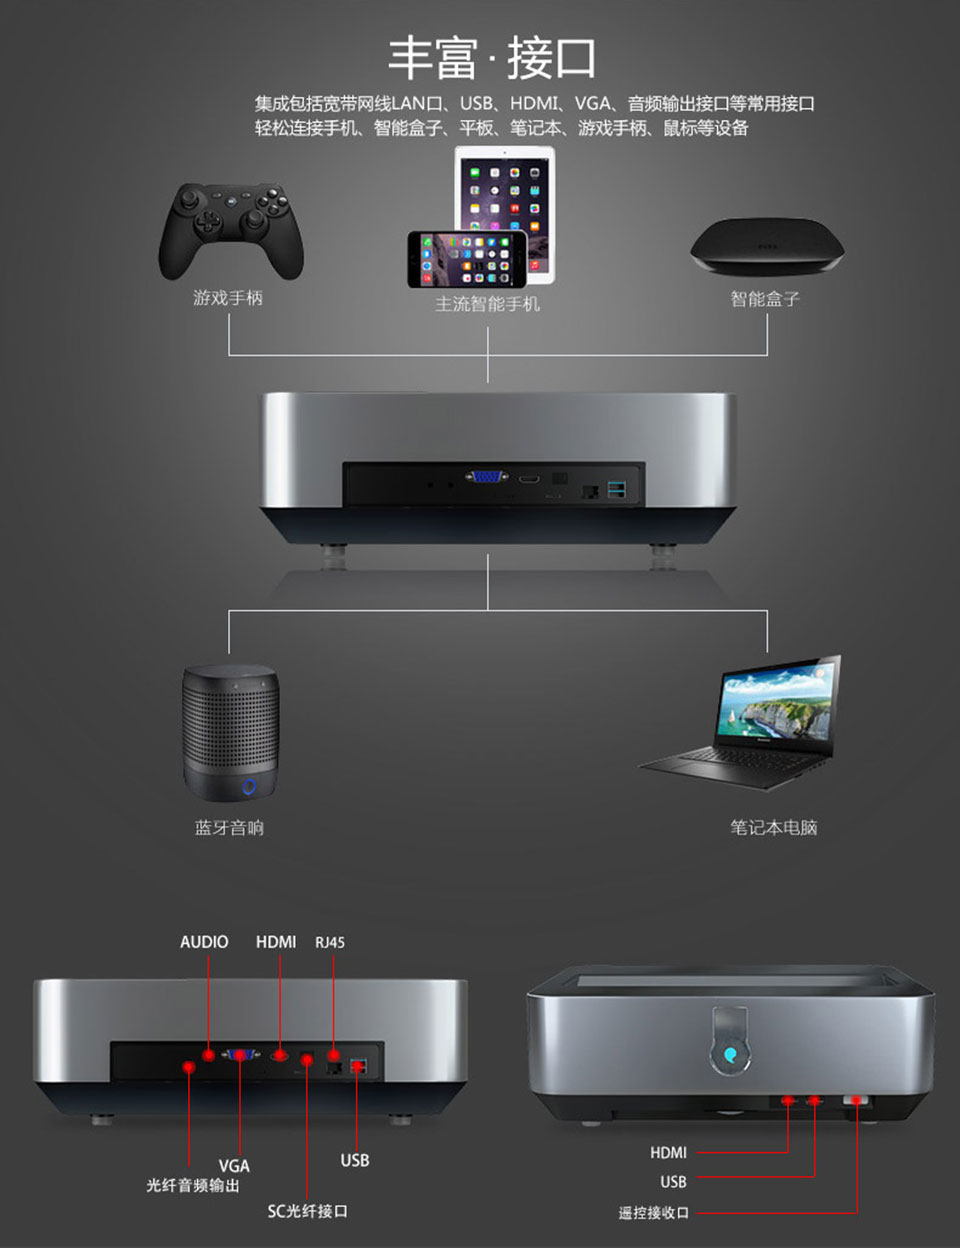 丰富·接口
集成包括宽带网线LAN口、USB、HDMI、VGA、音频输出接口等常用接口
轻松连接手机、智能盒子、平板、笔记本、游戏手柄、鼠标等设备
游戏手柄
主流智能手机
智能盒子
蓝牙音响
笔记本电脑
AUDIO HDMI RJ45
VGA
光纤音频输出
USB
SC光纤接口
HDMI
USB
遥控接收口